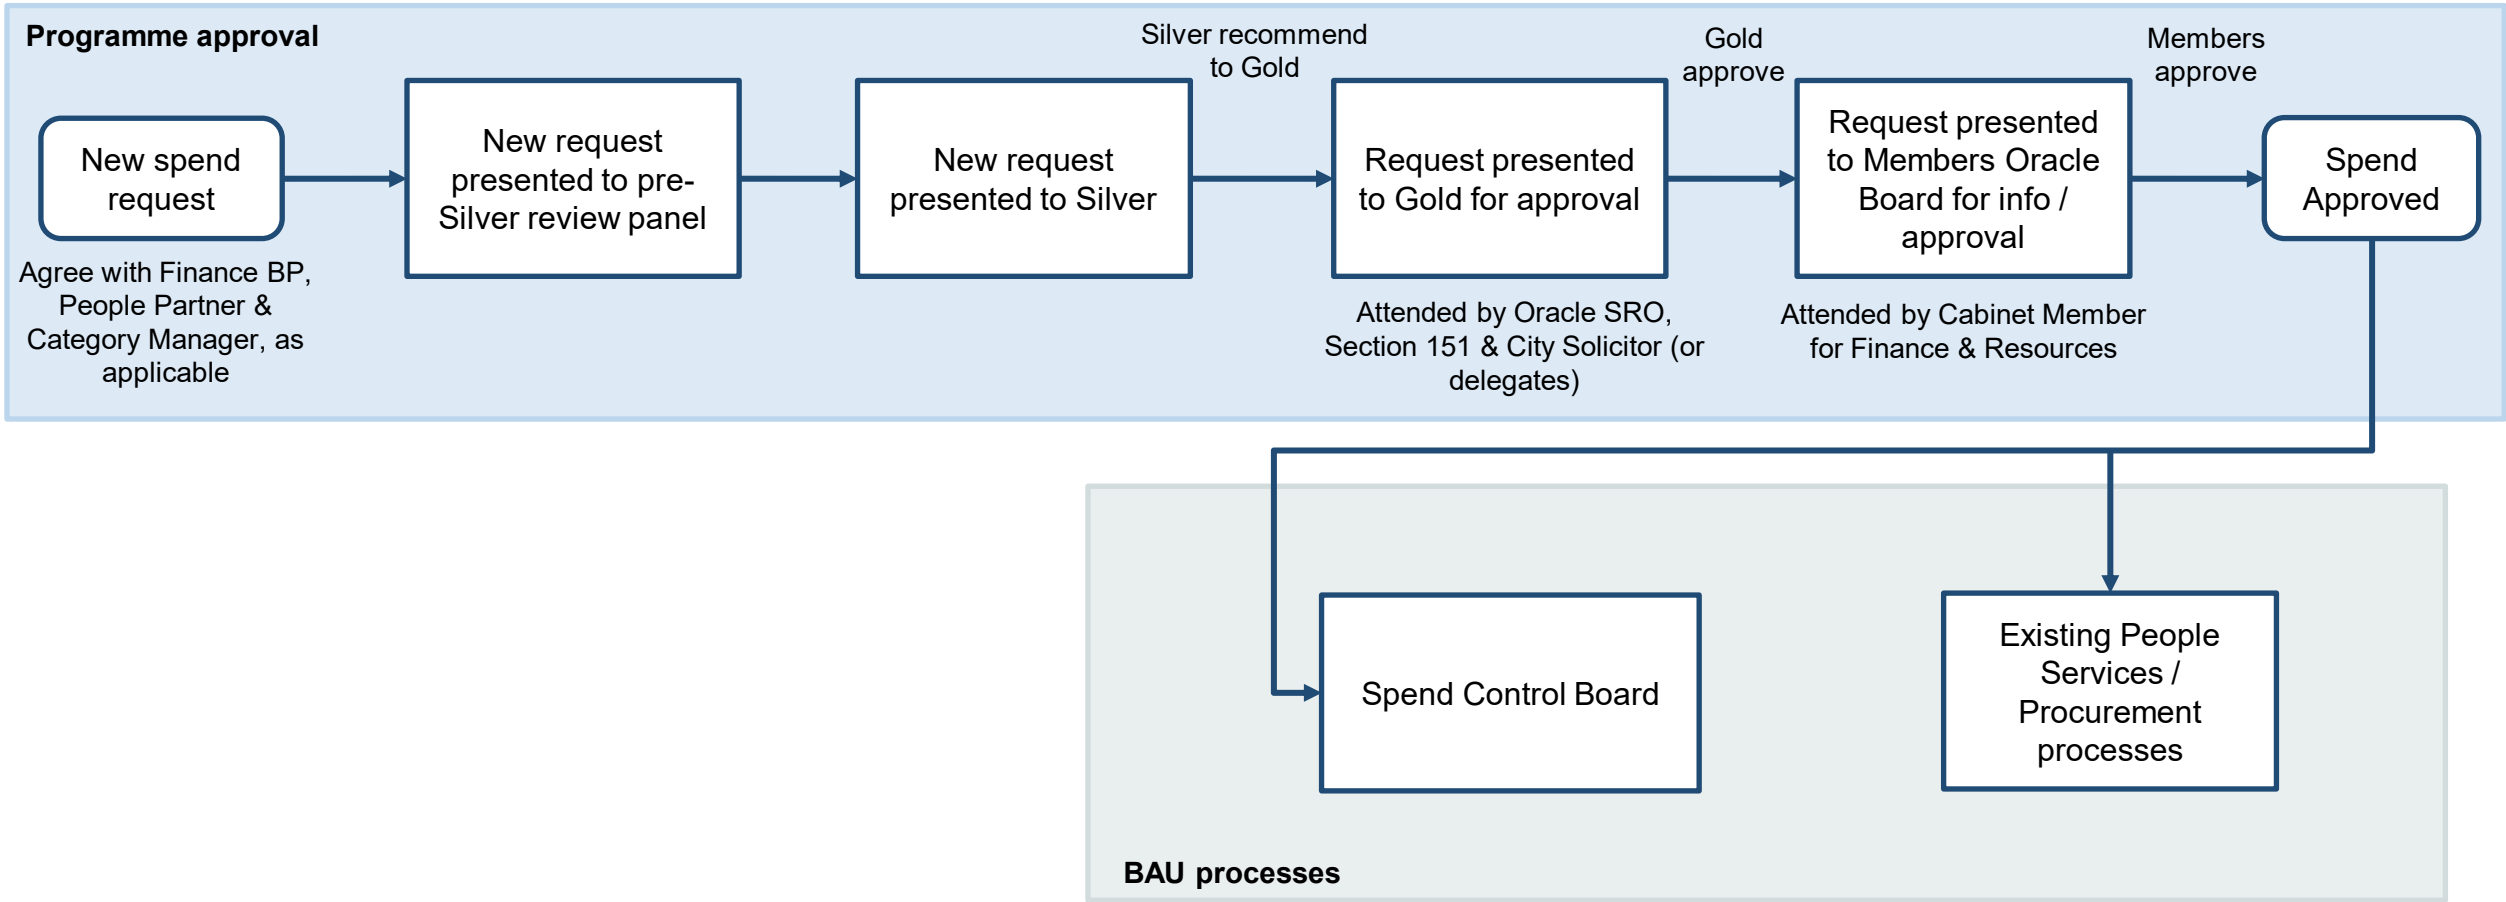 Programme approval
Silver recommend
to Gold
Gold
approve
Members
approve
New spend
request
New request
presented to pre-
Silver review panel
New request
presented to Silver
Request presented
to Gold for approval
Request presented
to Members Oracle
Board for info /
approval
Spend
Approved
Agree with Finance BP,
People Partner &
Category Manager, as
applicable
Attended by Oracle SRO,
Section 151 & City Solicitor (or
delegates)
Attended by Cabinet Member
for Finance & Resources
Spend Control Board
Existing People
Services /
Procurement
processes
BAU processes